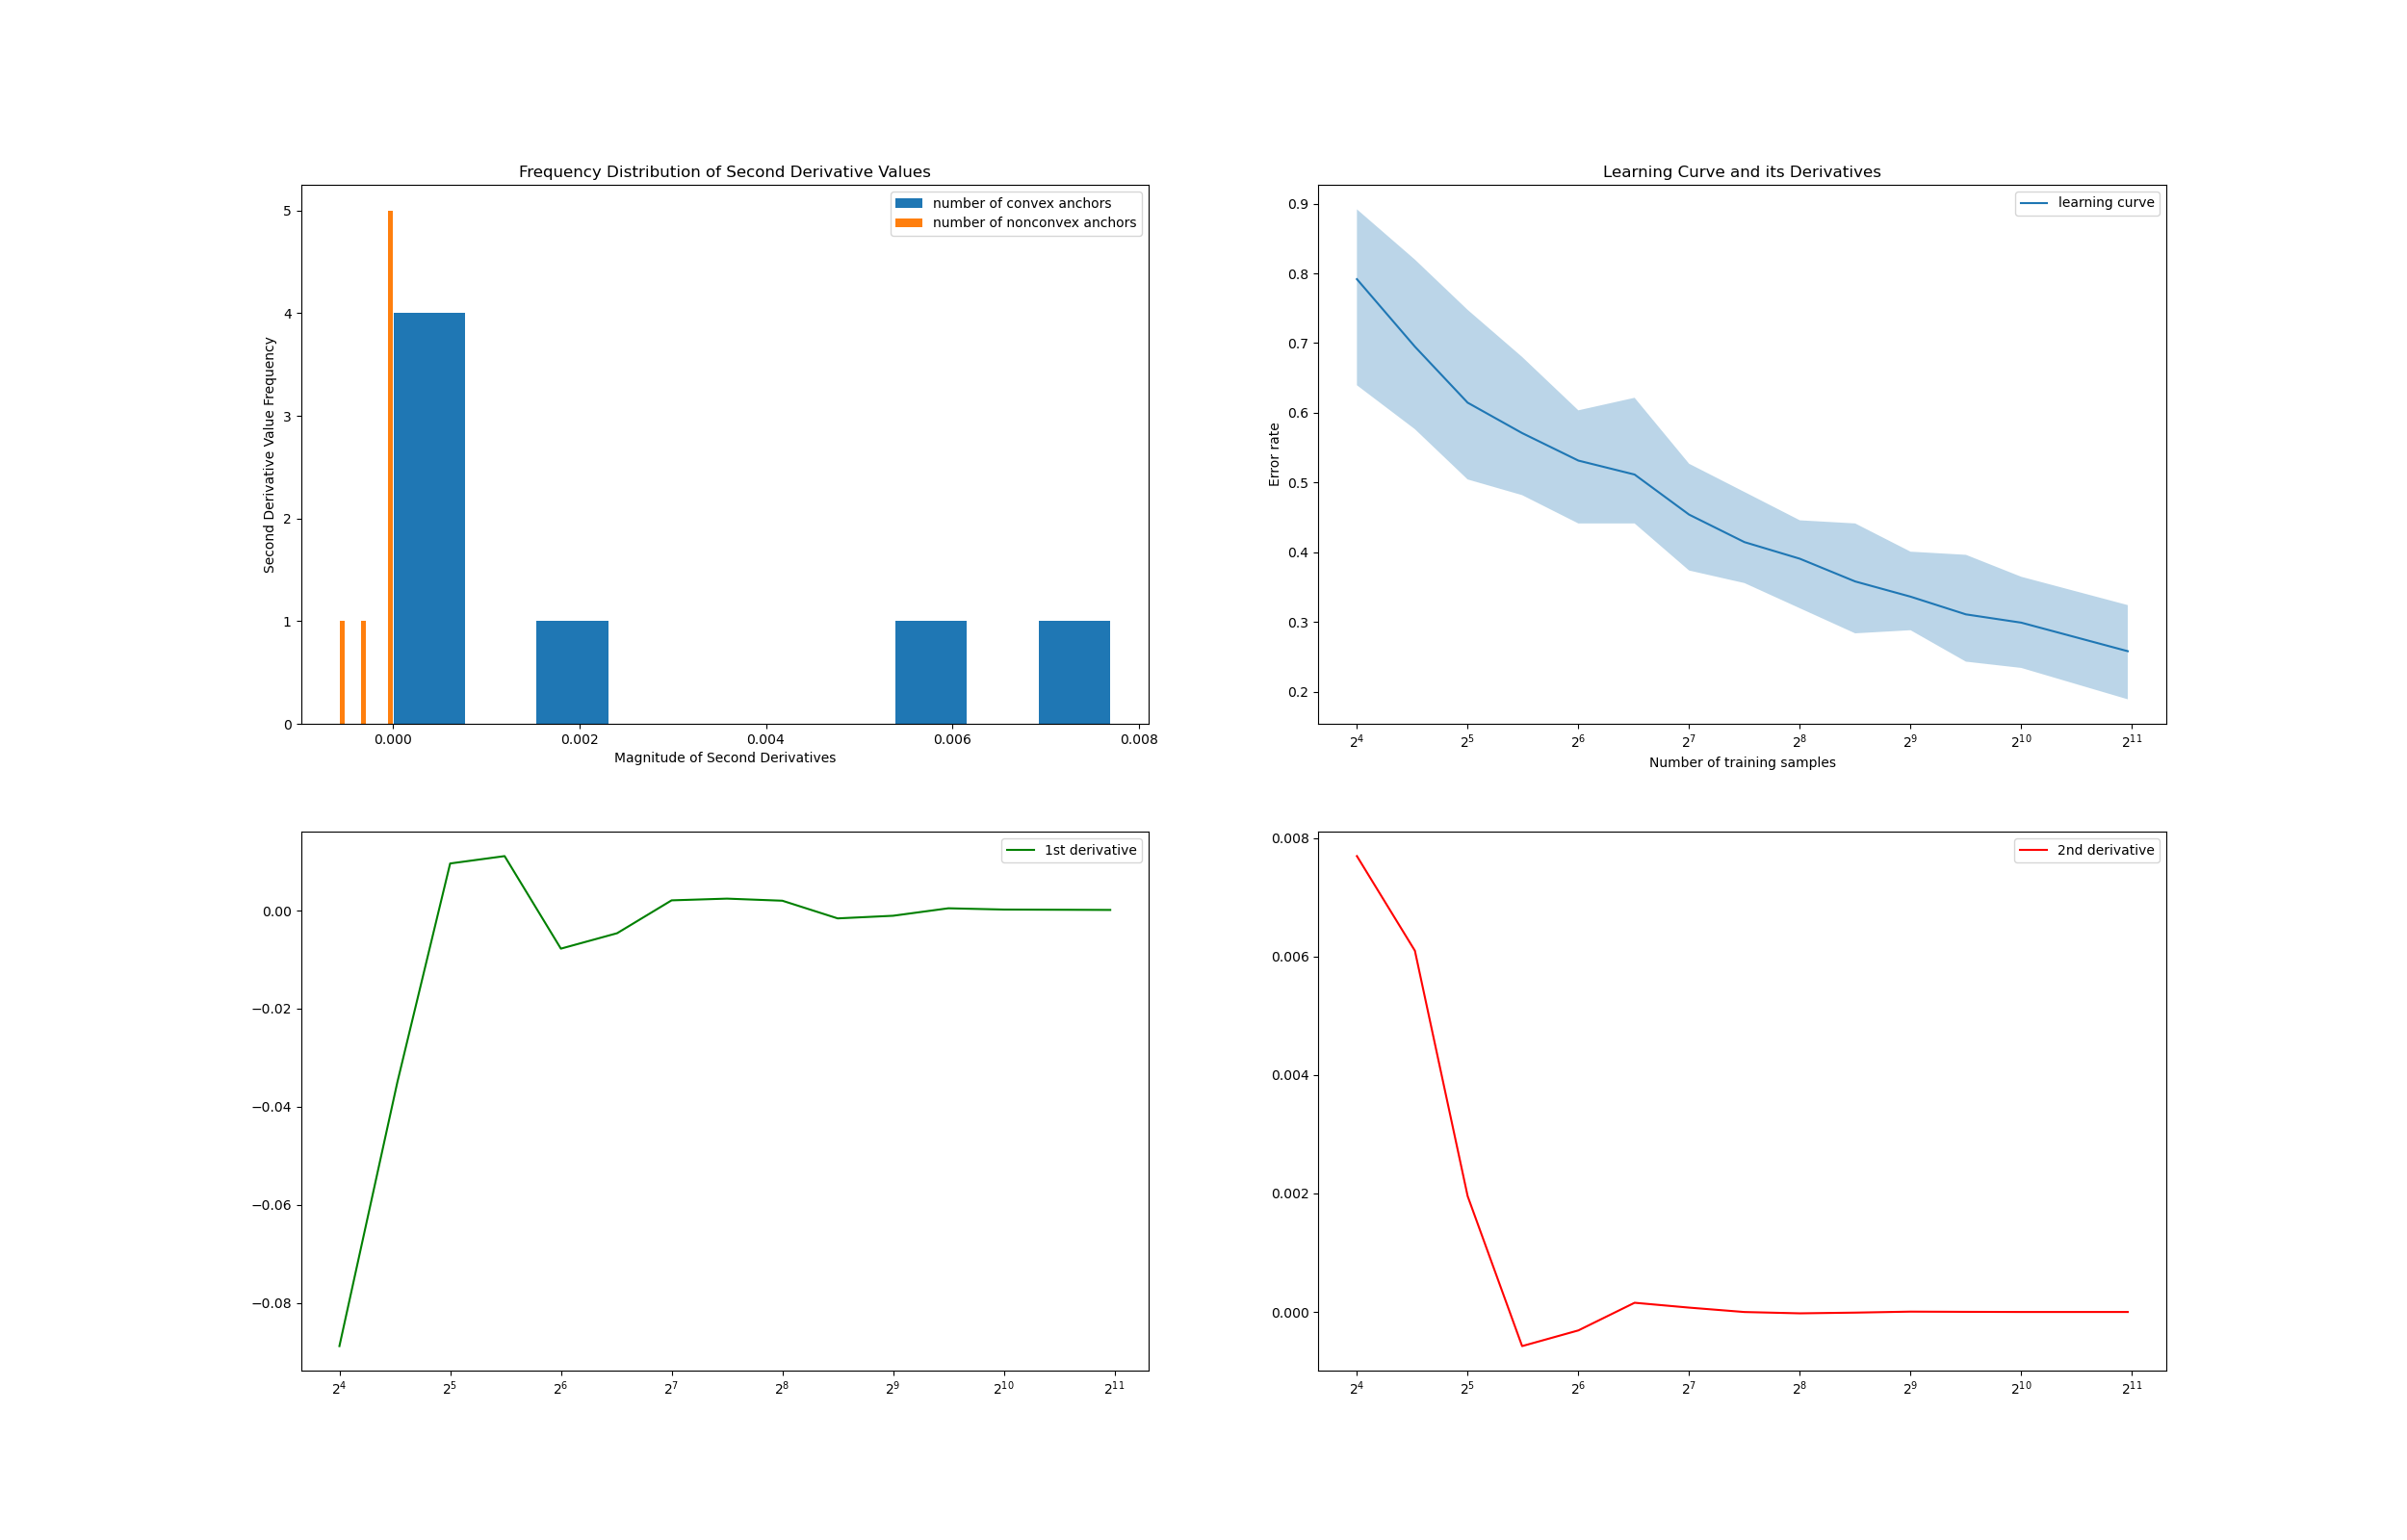 Frequency Distribution of Second Derivative Values
number of convex anchors
number of nonconvex anchors
Second Derivative Value Frequency
5
4
3
2
1
0
0.000 0.002 0.004 0.006 0.008
Magnitude of Second Derivatives
Learning Curve and its Derivatives
learning curve
Error rate
0.9
0.8
0.7
0.6
0.5
0.4
0.3
0.2
2⁴ 2⁵ 2⁶ 2⁷ 2⁸ 2⁹ 2¹⁰ 2¹¹
Number of training samples
1st derivative
0.00
−0.02
−0.04
−0.06
−0.08
2⁴ 2⁵ 2⁶ 2⁷ 2⁸ 2⁹ 2¹⁰ 2¹¹
2nd derivative
0.008
0.006
0.004
0.002
0.000
2⁴ 2⁵ 2⁶ 2⁷ 2⁸ 2⁹ 2¹⁰ 2¹¹